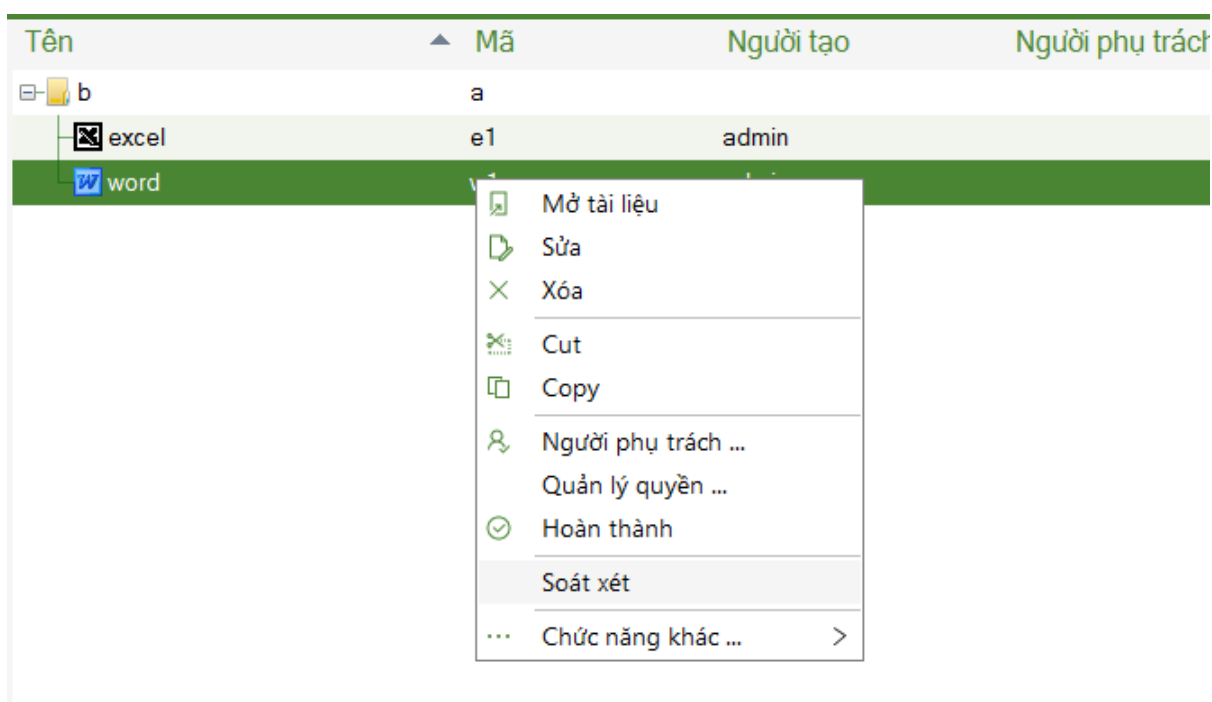 Tên Mã Người tạo Người phụ trách
b a
excel e1 admin
word
Mở tài liệu
Sửa
Xóa
Cut
Copy
Người phụ trách ...
Quản lý quyền ...
Hoàn thành
Soát xét
Chức năng khác ...